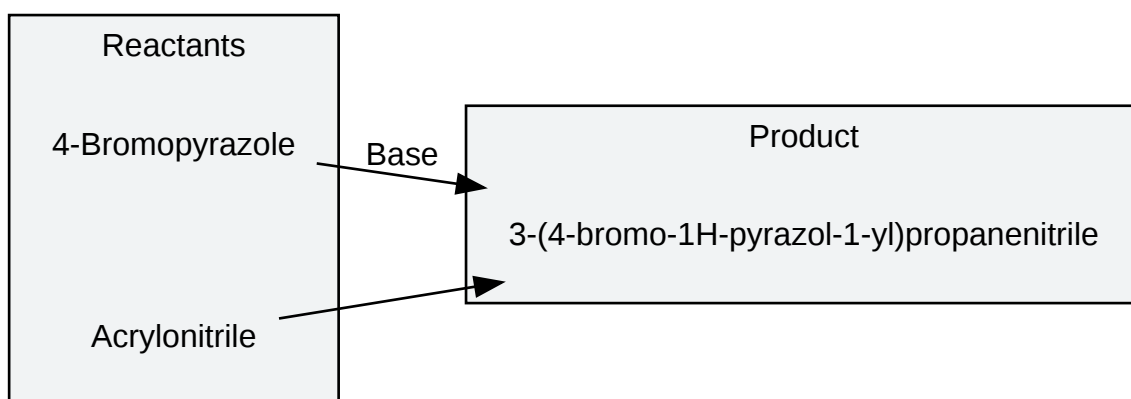 Reactants
4-Bromopyrazole
Base
Acrylonitrile
Product
3-(4-bromo-1H-pyrazol-1-yl)propanenitrile